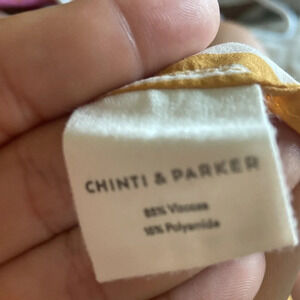 CHINTI & PARKER
85% Viscose
15% Polyamide